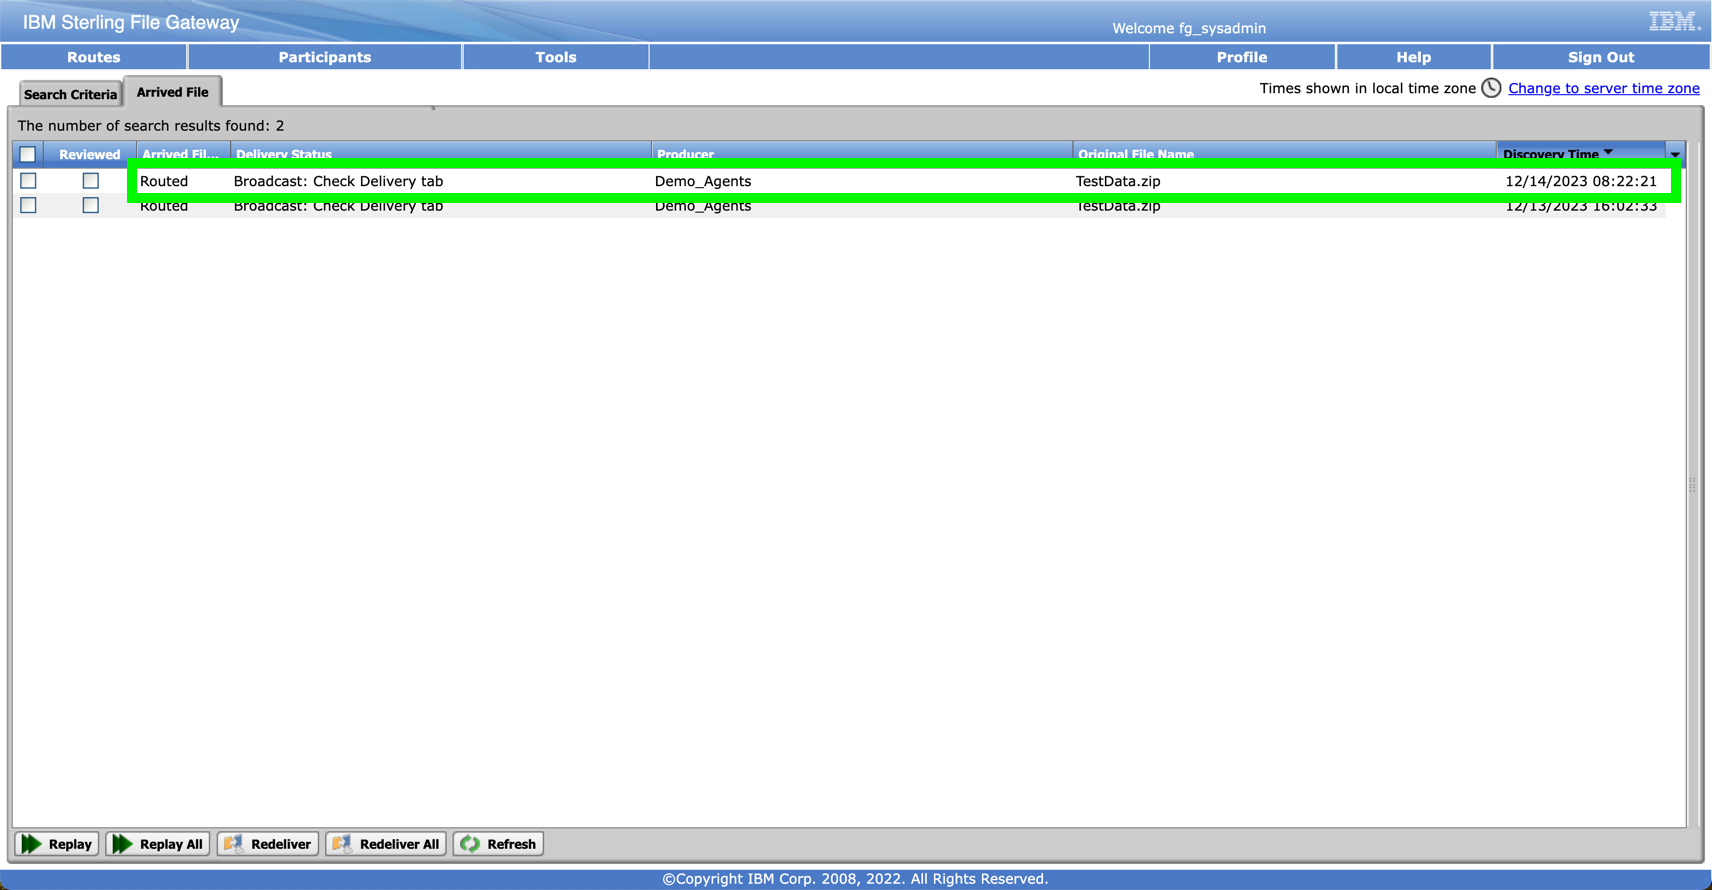 IBM Sterling File Gateway
Welcome fg_sysadmin
IBM.
Routes Participants Tools Profile Help Sign Out
Search Criteria Arrived File Times shown in local time zone Change to server time zone
The number of search results found: 2
Reviewed Arrived Fil... Delivery Status Producer Original File Name Discovery Time
Routed Broadcast: Check Delivery tab Demo_Agents TestData.zip 12/14/2023 08:22:21
Routed Broadcast: Check Delivery tab Demo_Agents TestData.zip 12/13/2023 16:02:33
Replay Replay All Redeliver Redeliver All Refresh
©Copyright IBM Corp. 2008, 2022. All Rights Reserved.